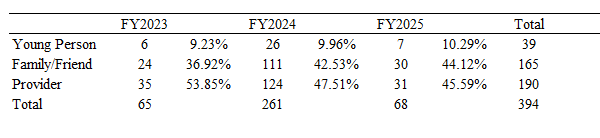 FY2023 FY2024 FY2025 Total
Young Person 6 9.23% 26 9.96% 7 10.29% 39
Family/Friend 24 36.92% 111 42.53% 30 44.12% 165
Provider 35 53.85% 124 47.51% 31 45.59% 190
Total 65 261 68 394